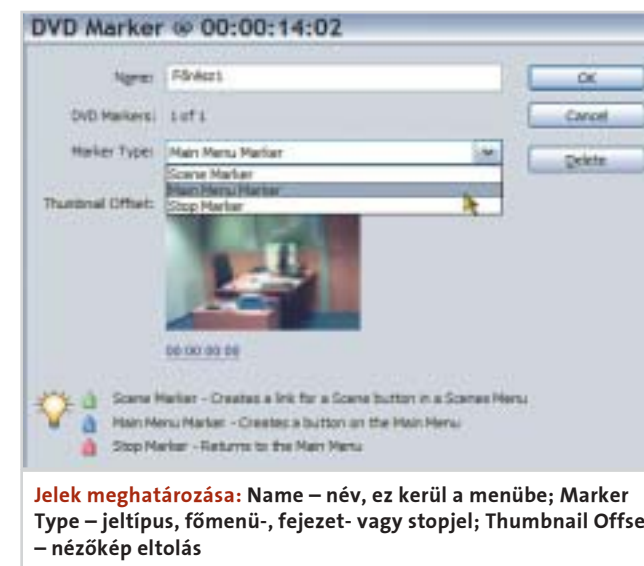 DVD Marker @ 00:00:14:02
Name: Főrész1
OK
DVD Markers: 1 of 1
Cancel
Marker Type: Main Menu Marker
Delete
Scene Marker
Main Menu Marker
Thumbnail Offset: Stop Marker
00:00:00:00
Scene Marker - Creates a link for a Scene button in a Scenes Menu
Main Menu Marker - Creates a button on the Main Menu
Stop Marker - Returns to the Main Menu
Jelek meghatározása: Name – név, ez kerül a menübe; Marker
Type – jeltípus, főmenü-, fejezet- vagy stopjel; Thumbnail Offse
– nézőkép eltolás